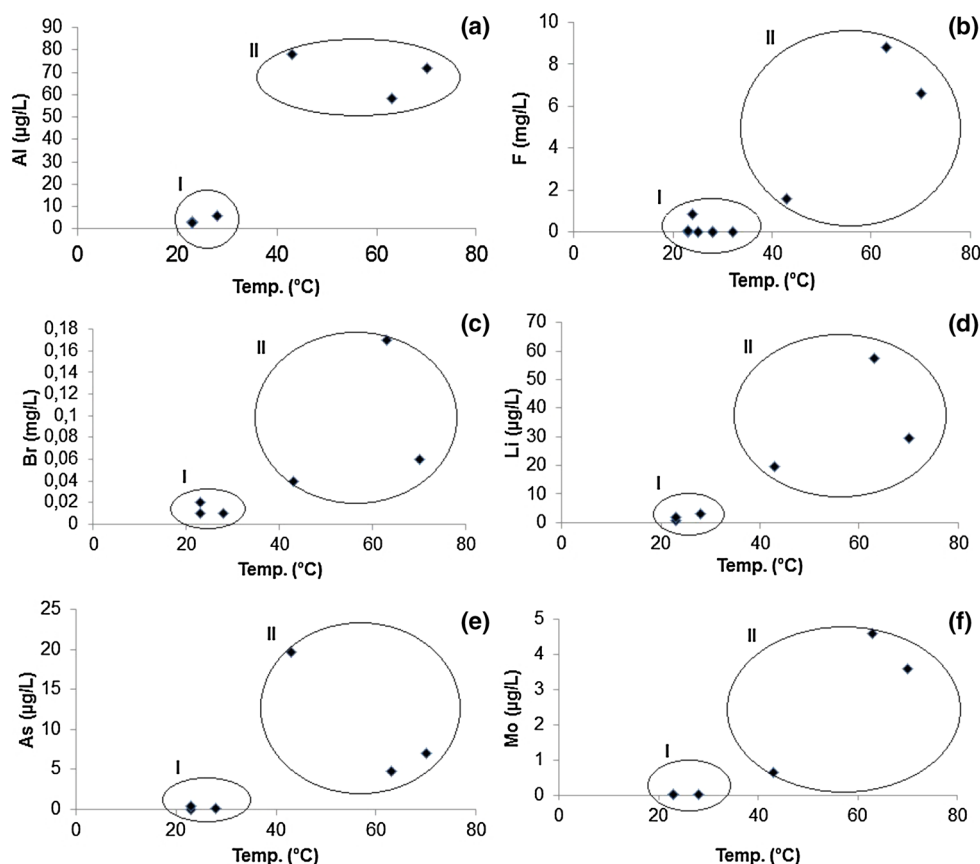 (a)
90
80
70
60
50
40
30
20
10
0
Al (µg/L)
II
I
0 20 40 60 80
Temp. (°C)
(b)
10
8
6
4
2
0
F (mg/L)
II
I
0 20 40 60 80
Temp. (°C)
(c)
0,18
0,16
0,14
0,12
0,1
0,08
0,06
0,04
0,02
0
Br (mg/L)
II
I
0 20 40 60 80
Temp. (°C)
(d)
70
60
50
40
30
20
10
0
Li (µg/L)
II
I
0 20 40 60 80
Temp. (°C)
(e)
25
20
15
10
5
0
As (µg/L)
II
I
0 20 40 60 80
Temp. (°C)
(f)
5
4
3
2
1
0
Mo (µg/L)
II
I
0 20 40 60 80
Temp. (°C)